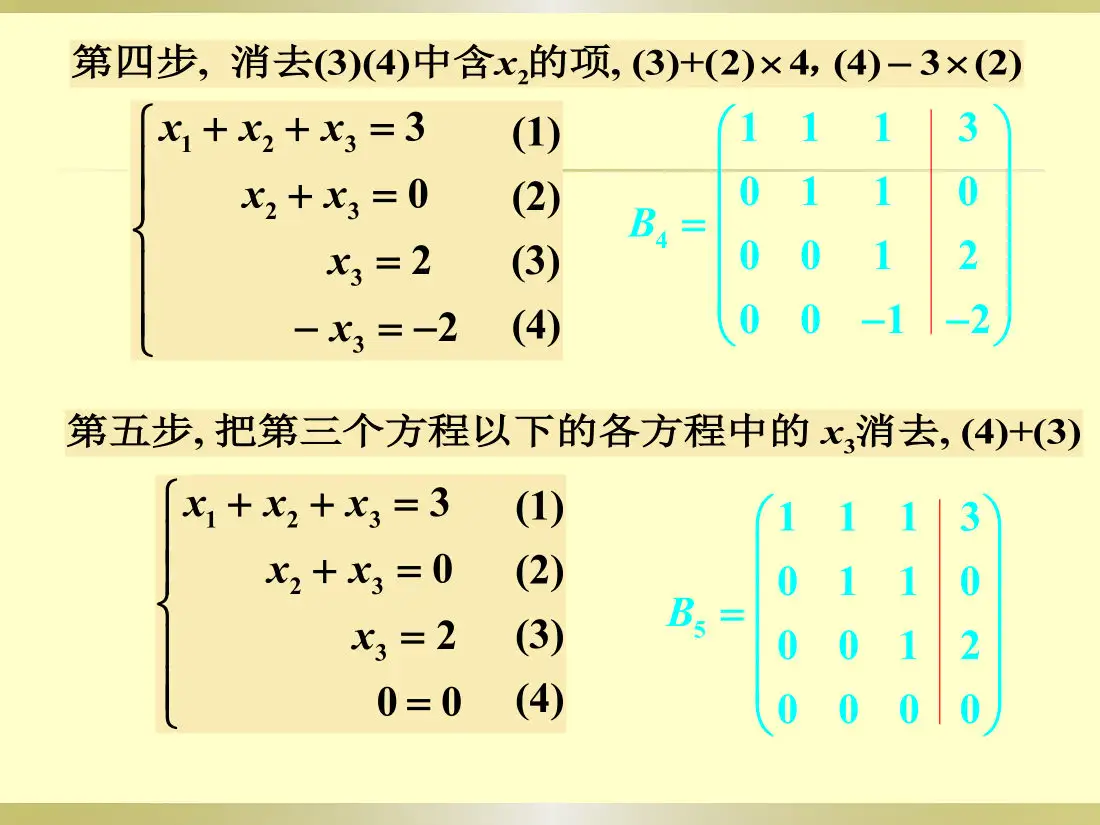 第四步, 消去(3)(4)中含x₂的项, (3)+(2)×4, (4)−3×(2)
x₁ + x₂ + x₃ = 3 (1)
x₂ + x₃ = 0 (2)
x₃ = 2 (3)
− x₃ = −2 (4)
B₄ =
1 1 1 3
0 1 1 0
0 0 1 2
0 0 −1 −2
第五步, 把第三个方程以下的各方程中的 x₃消去, (4)+(3)
x₁ + x₂ + x₃ = 3 (1)
x₂ + x₃ = 0 (2)
x₃ = 2 (3)
0 = 0 (4)
B₅ =
1 1 1 3
0 1 1 0
0 0 1 2
0 0 0 0